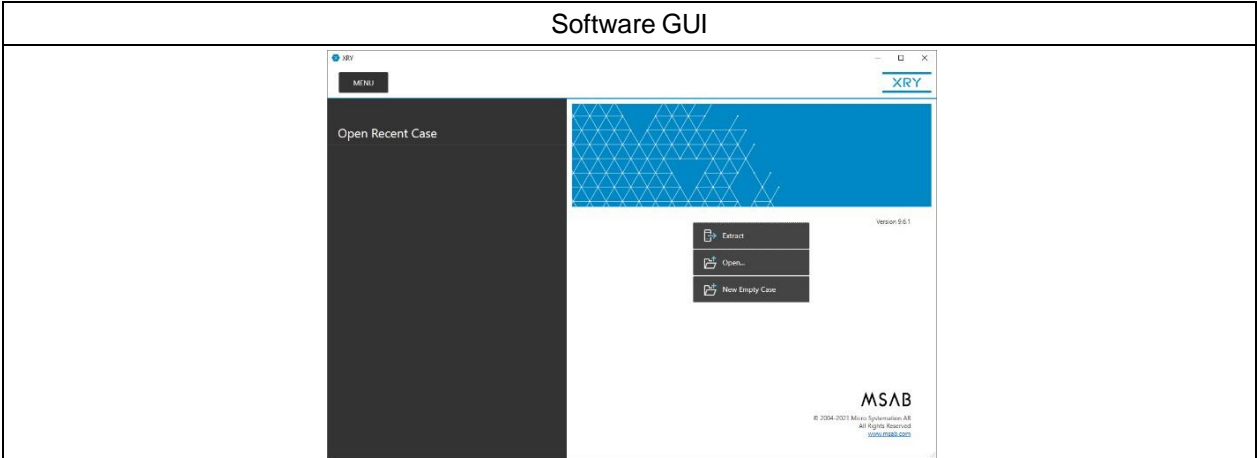 Software GUI
XRY
MENU
XRY
Open Recent Case
Version 9.6.1
Extract
Open...
New Empty Case
MSAB
© 2004-2021 Micro Systemation AB
All Rights Reserved
www.msab.com